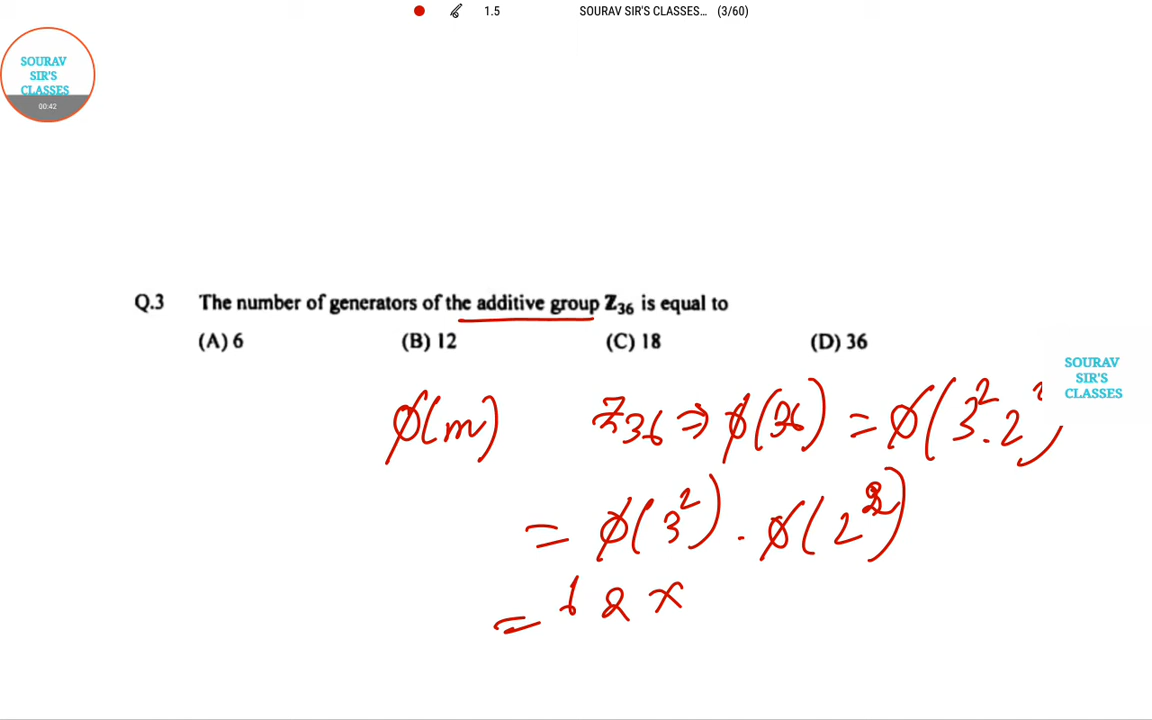 1.5 SOURAV SIR'S CLASSES... (3/60)
SOURAV
SIR'S
CLASSES
00:42
Q.3 The number of generators of the additive group Z₃₆ is equal to
(A) 6 (B) 12 (C) 18 (D) 36
SOURAV
SIR'S
CLASSES
ϕ(m) Z36 ⇒ ϕ(36) = ϕ(3².2²)
= ϕ(3²) . ϕ(2²)
= 2 ×